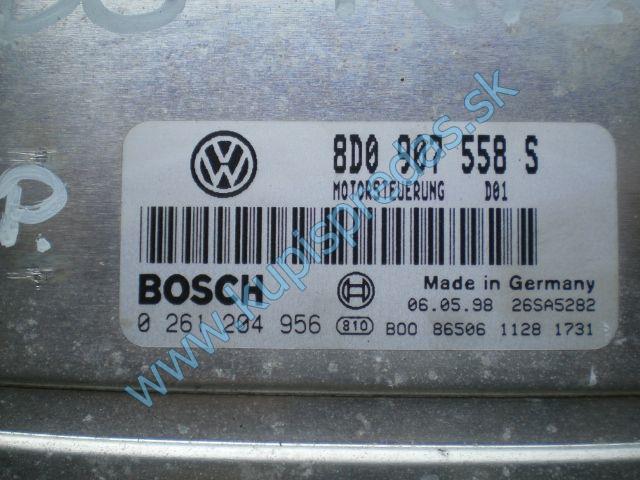 8D0 907 558 S
MOTORSTEUERUNG D01
BOSCH
Made in Germany
06.05.98 26SA5282
0 261 204 956 810 B00 86506 1128 1731
www.kupispredas.sk
P.